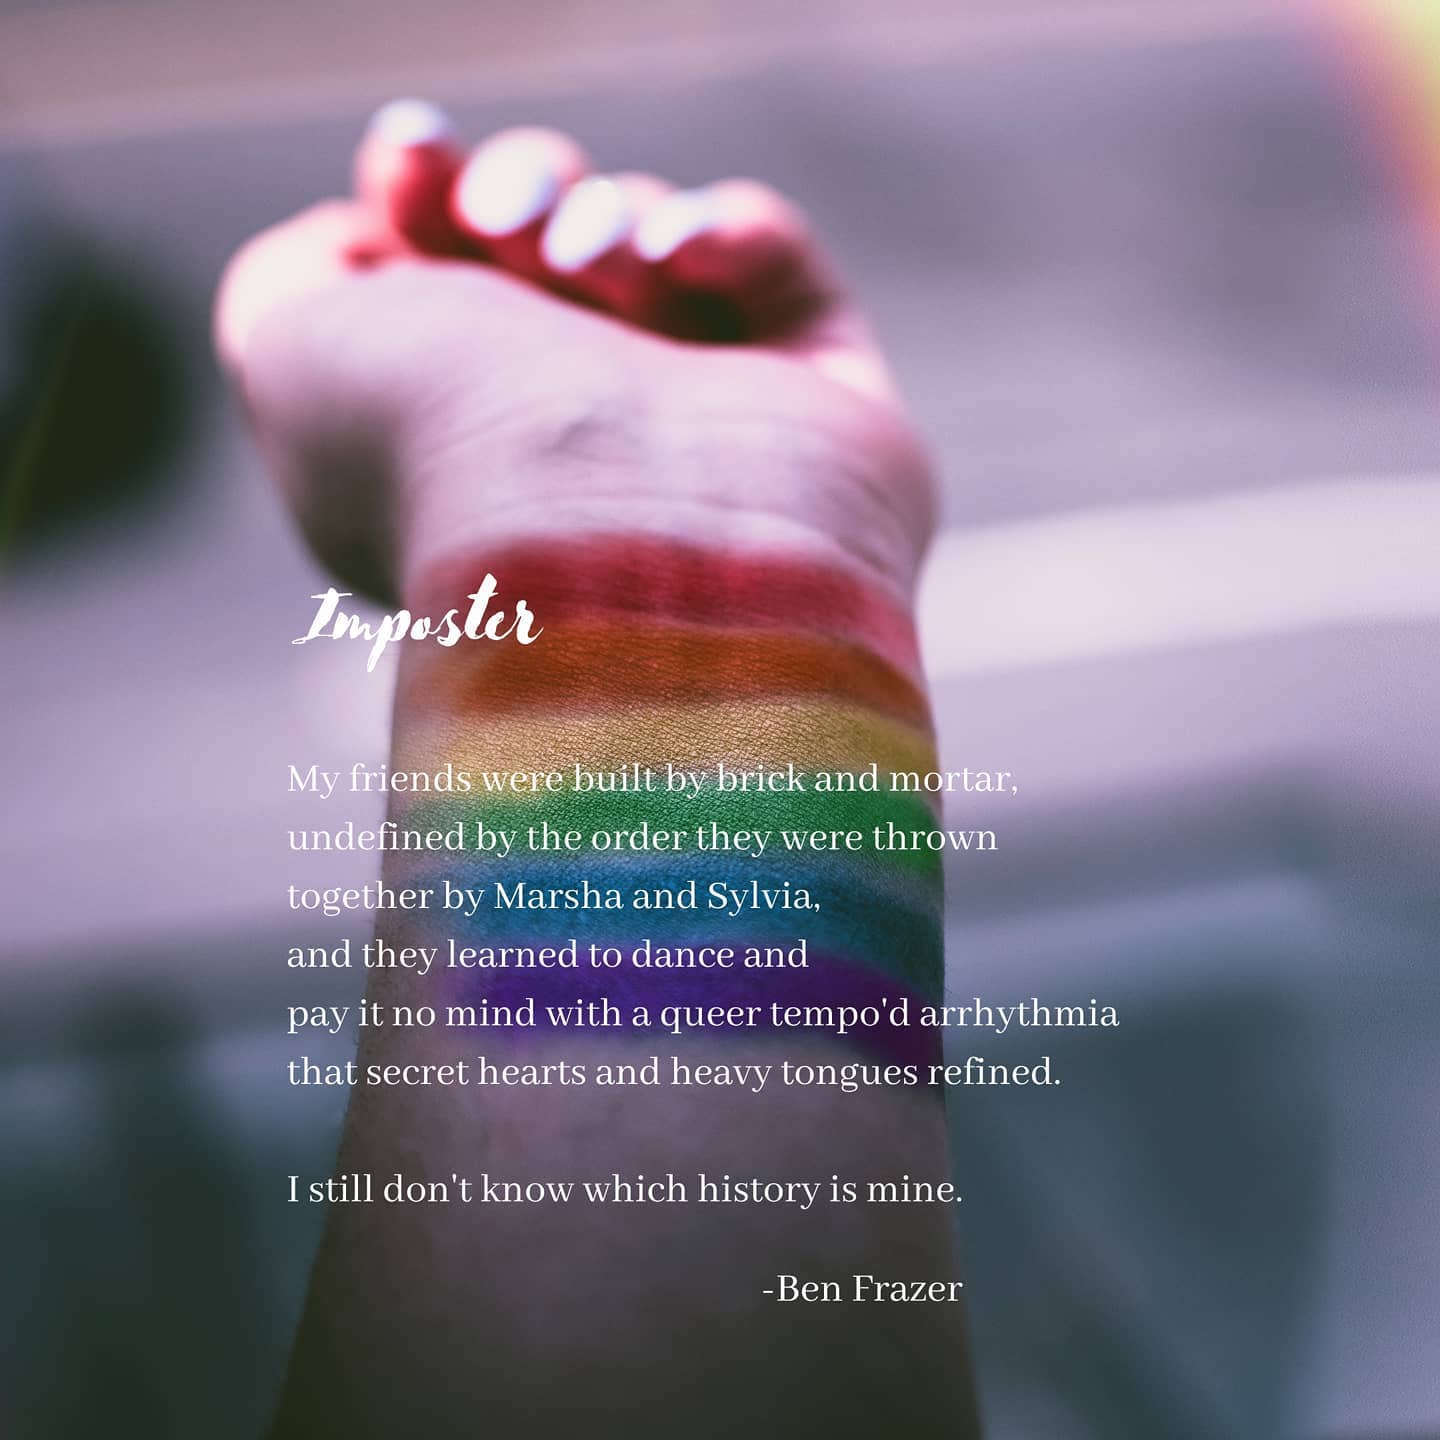 Imposter
My friends were built by brick and mortar,
undefined by the order they were thrown
together by Marsha and Sylvia,
and they learned to dance and
pay it no mind with a queer tempo'd arrhythmia
that secret hearts and heavy tongues refined.
I still don't know which history is mine.
-Ben Frazer